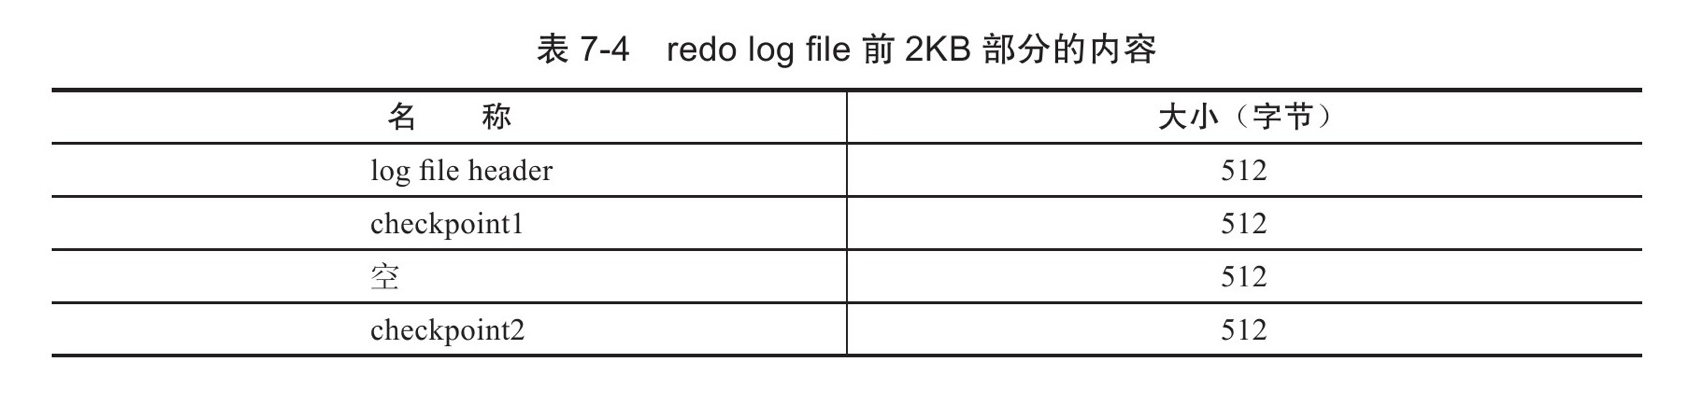 表 7-4 redo log file 前 2KB 部分的内容
名 称 大小（字节）
log file header 512
checkpoint1 512
空 512
checkpoint2 512